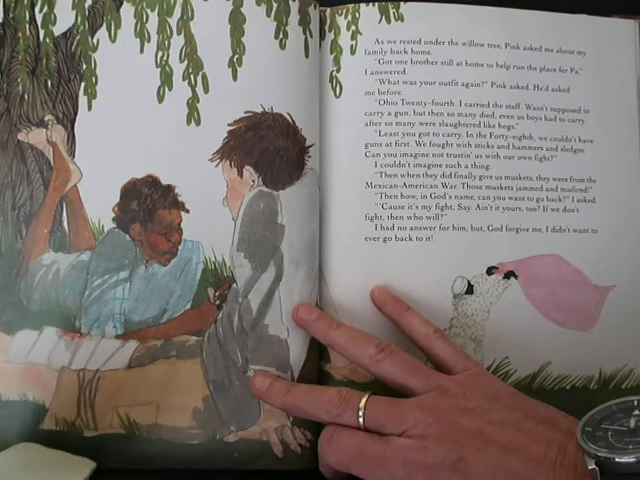 As we rested under the willow tree, Pink asked me about my
family back home.
"Got one brother still at home to help run the place for Pa,"
I answered.
"What was your outfit again?" Pink asked. He'd asked
me before.
"Ohio Twenty-fourth. I carried the staff. Wasn't supposed to
carry a gun, but then so many died, even us boys had to carry
after so many were slaughtered like hogs."
"Least you got to carry. In the Forty-eighth, we couldn't have
guns at first. We fought with sticks and hammers and sledges.
Can you imagine not trustin' us with our own fight?"
I couldn't imagine such a thing.
"Then when they did finally give us muskets, they were from the
Mexican-American War. Those muskets jammed and misfired!"
"Then how, in God's name, can you want to go back?" I asked.
"'Cause it's my fight, Say. Ain't it yours, too? If we don't
fight, then who will?"
I had no answer for him, but, God forgive me, I didn't want to
ever go back to it!